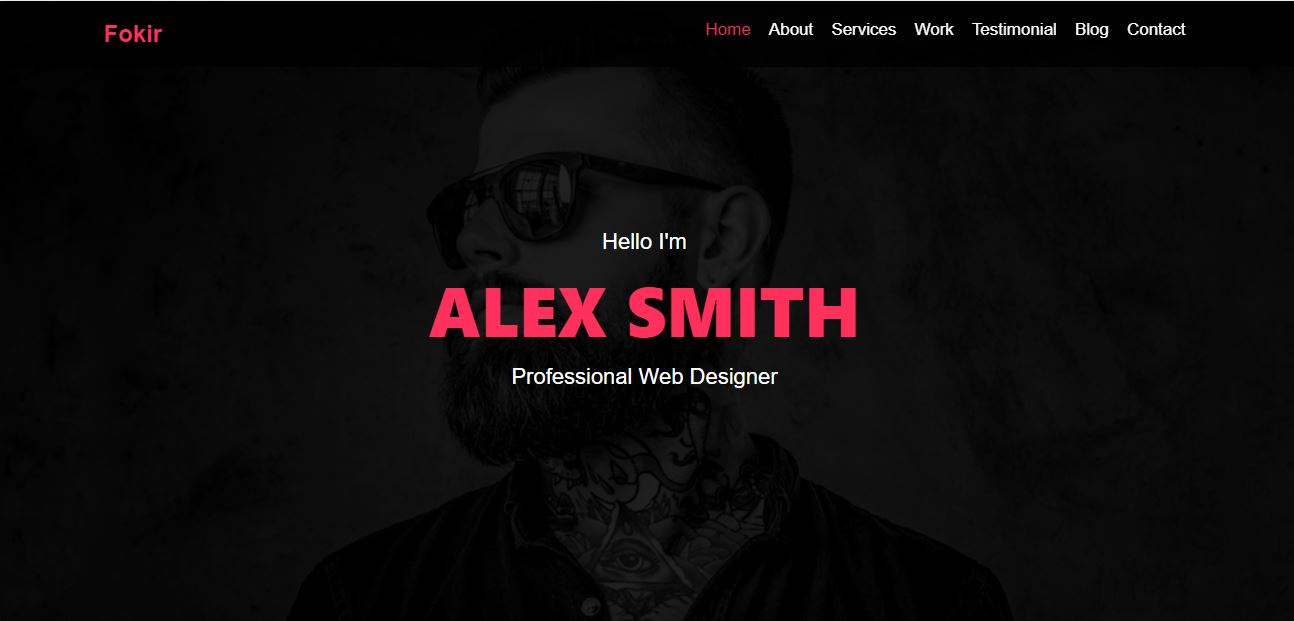 Fokir
Home About Services Work Testimonial Blog Contact
Hello I'm
ALEX SMITH
Professional Web Designer